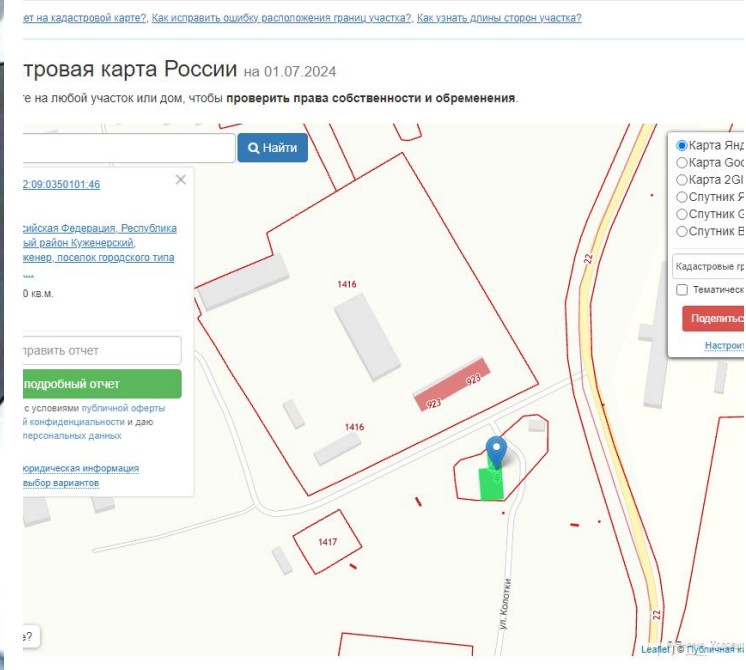 ет на кадастровой карте?, Как исправить ошибку расположения границ участка?, Как узнать длины сторон участка?
тровая карта России на 01.07.2024
те на любой участок или дом, чтобы проверить права собственности и обременения.
Найти
2:09:0350101:46
сийская Федерация, Республика
ый район Куженерский,
женер, поселок городского типа
0 кв.м.
править отчет
подробный отчет
с условиями публичной оферты
й конфиденциальности и даю
персональных данных
юридическая информация
выбор вариантов
Карта Янд
Карта Goo
Карта 2GI
Спутник Я
Спутник G
Спутник B
Кадастровые гр
Тематическ
Поделитьс
Настроит
22
1416
923
923
1416
1417
ул. Колотки
22
е?
Leaflet | © Публичная ка